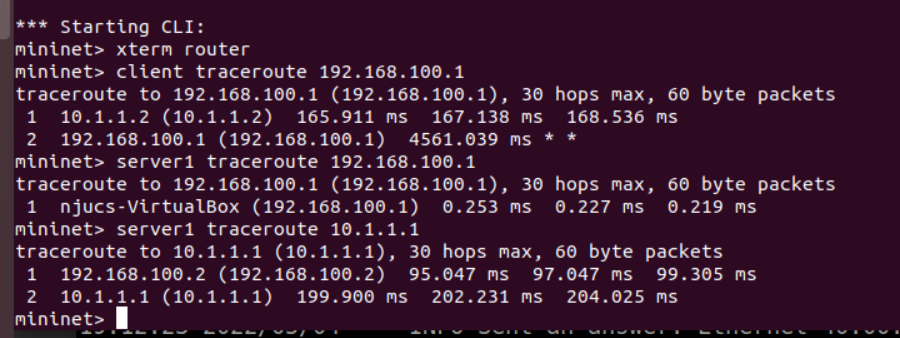 *** Starting CLI:
mininet> xterm router
mininet> client traceroute 192.168.100.1
traceroute to 192.168.100.1 (192.168.100.1), 30 hops max, 60 byte packets
 1  10.1.1.2 (10.1.1.2)  165.911 ms  167.138 ms  168.536 ms
 2  192.168.100.1 (192.168.100.1)  4561.039 ms * *
mininet> server1 traceroute 192.168.100.1
traceroute to 192.168.100.1 (192.168.100.1), 30 hops max, 60 byte packets
 1  njucs-VirtualBox (192.168.100.1)  0.253 ms  0.227 ms  0.219 ms
mininet> server1 traceroute 10.1.1.1
traceroute to 10.1.1.1 (10.1.1.1), 30 hops max, 60 byte packets
 1  192.168.100.2 (192.168.100.2)  95.047 ms  97.047 ms  99.305 ms
 2  10.1.1.1 (10.1.1.1)  199.900 ms  202.231 ms  204.025 ms
mininet>